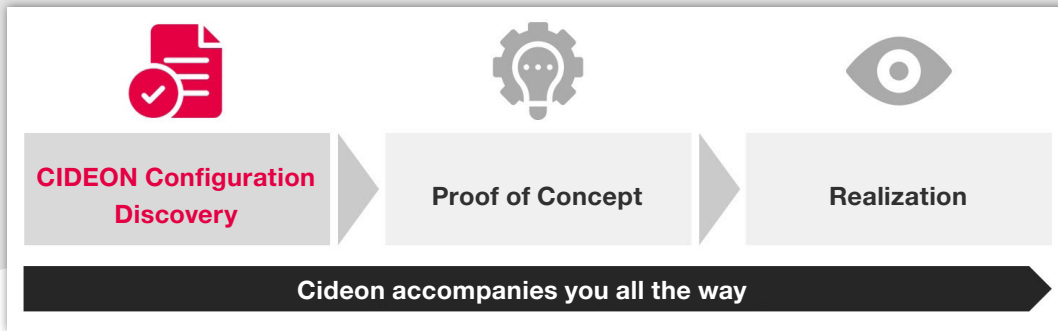 CIDEON Configuration
Discovery
Proof of Concept
Realization
Cideon accompanies you all the way